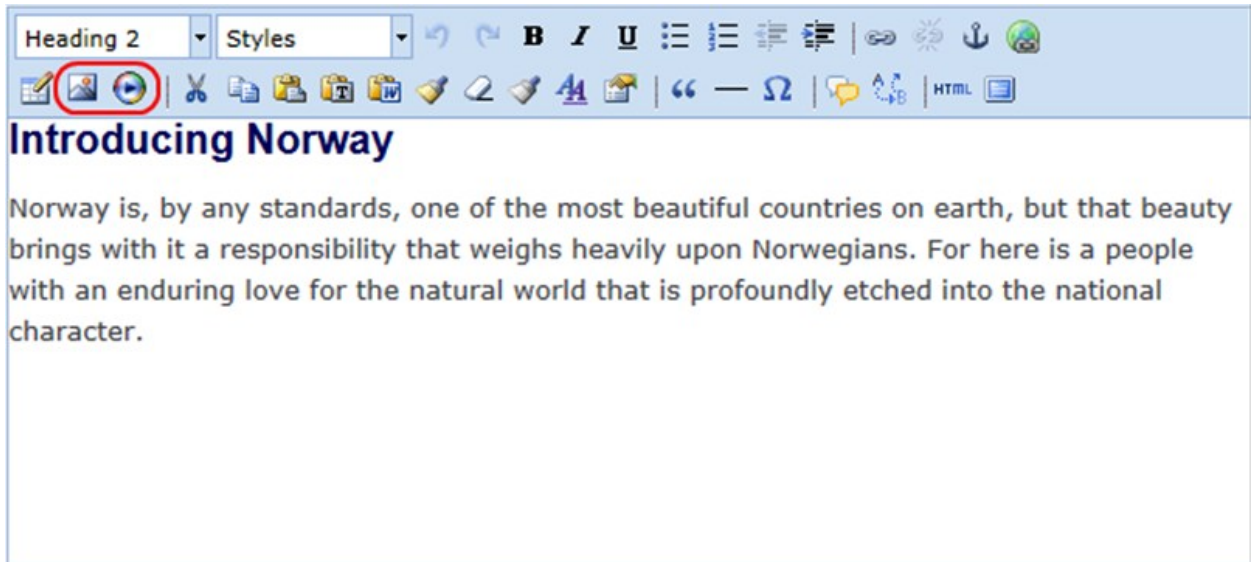 Heading 2 Styles B I U
T W A A “ — Ω A B HTML
Introducing Norway
Norway is, by any standards, one of the most beautiful countries on earth, but that beauty
brings with it a responsibility that weighs heavily upon Norwegians. For here is a people
with an enduring love for the natural world that is profoundly etched into the national
character.